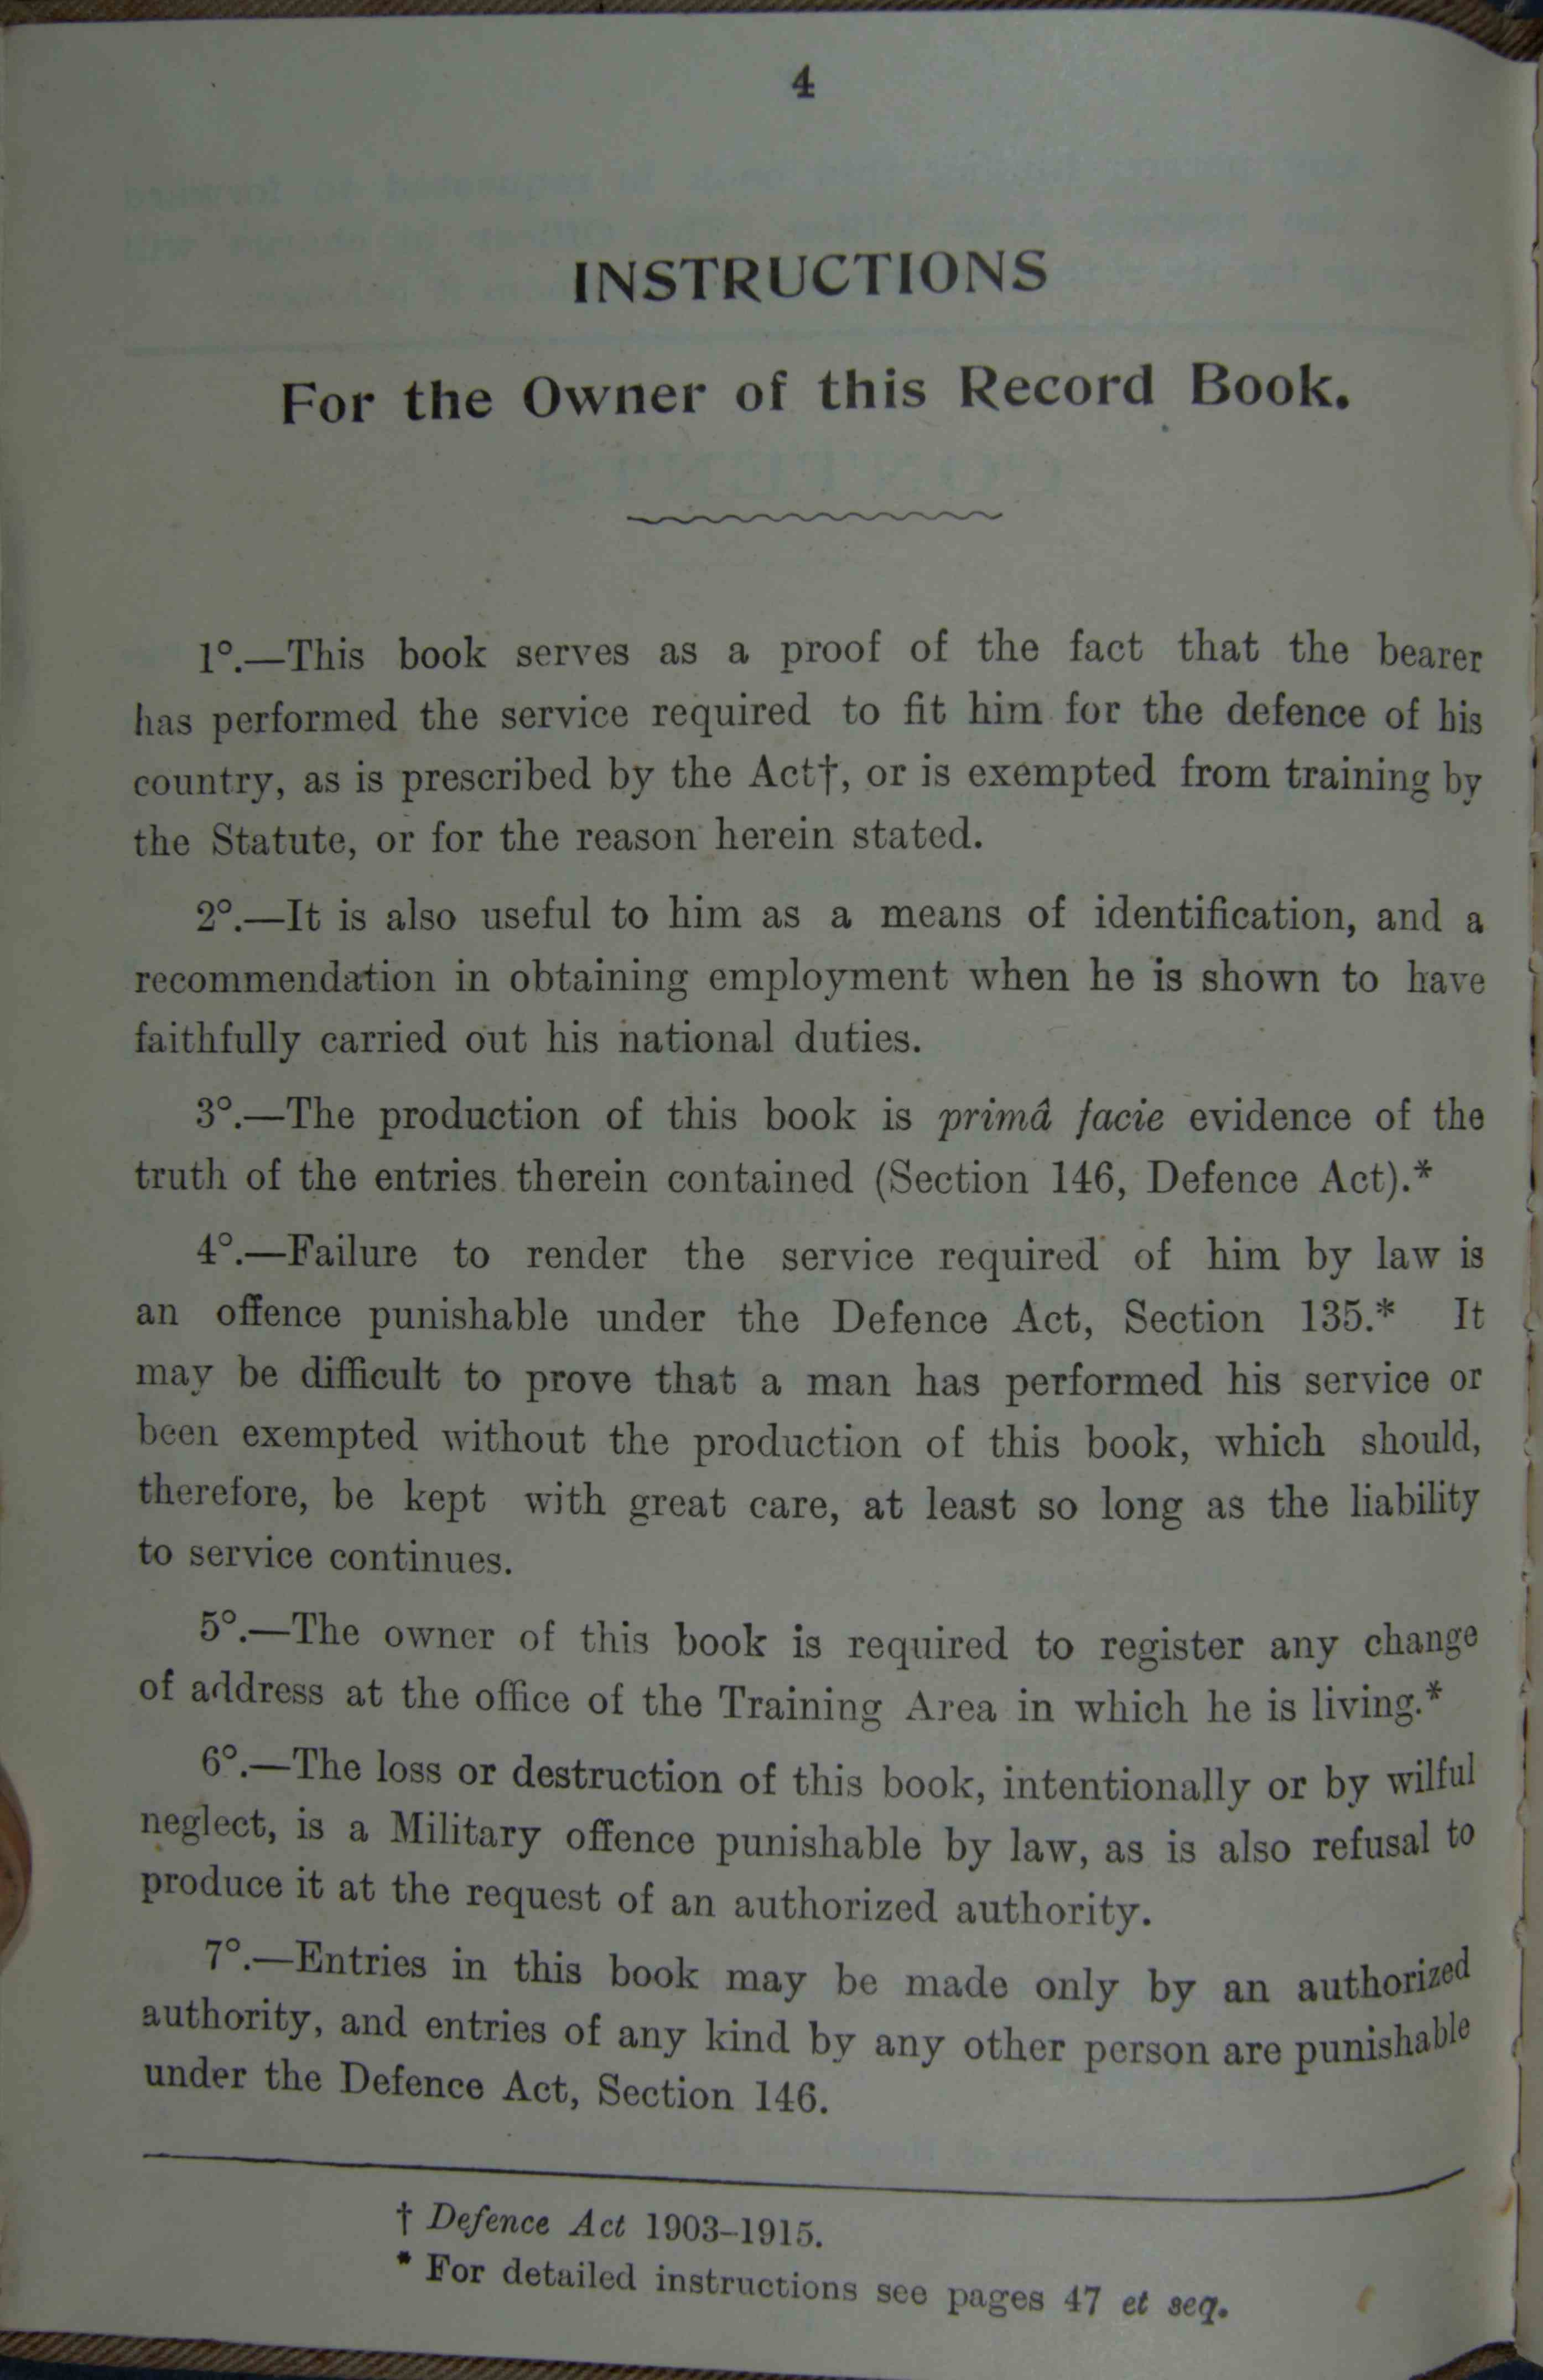 4
INSTRUCTIONS
For the Owner of this Record Book.
1°.—This book serves as a proof of the fact that the bearer
has performed the service required to fit him for the defence of his
country, as is prescribed by the Act†, or is exempted from training by
the Statute, or for the reason herein stated.
2°.—It is also useful to him as a means of identification, and a
recommendation in obtaining employment when he is shown to have
faithfully carried out his national duties.
3°.—The production of this book is primâ facie evidence of the
truth of the entries therein contained (Section 146, Defence Act).*
4°.—Failure to render the service required of him by law is
an offence punishable under the Defence Act, Section 135.* It
may be difficult to prove that a man has performed his service or
been exempted without the production of this book, which should,
therefore, be kept with great care, at least so long as the liability
to service continues.
5°.—The owner of this book is required to register any change
of address at the office of the Training Area in which he is living.*
6°.—The loss or destruction of this book, intentionally or by wilful
neglect, is a Military offence punishable by law, as is also refusal to
produce it at the request of an authorized authority.
7°.—Entries in this book may be made only by an authorized
authority, and entries of any kind by any other person are punishable
under the Defence Act, Section 146.
† Defence Act 1903–1915.
* For detailed instructions see pages 47 et seq.